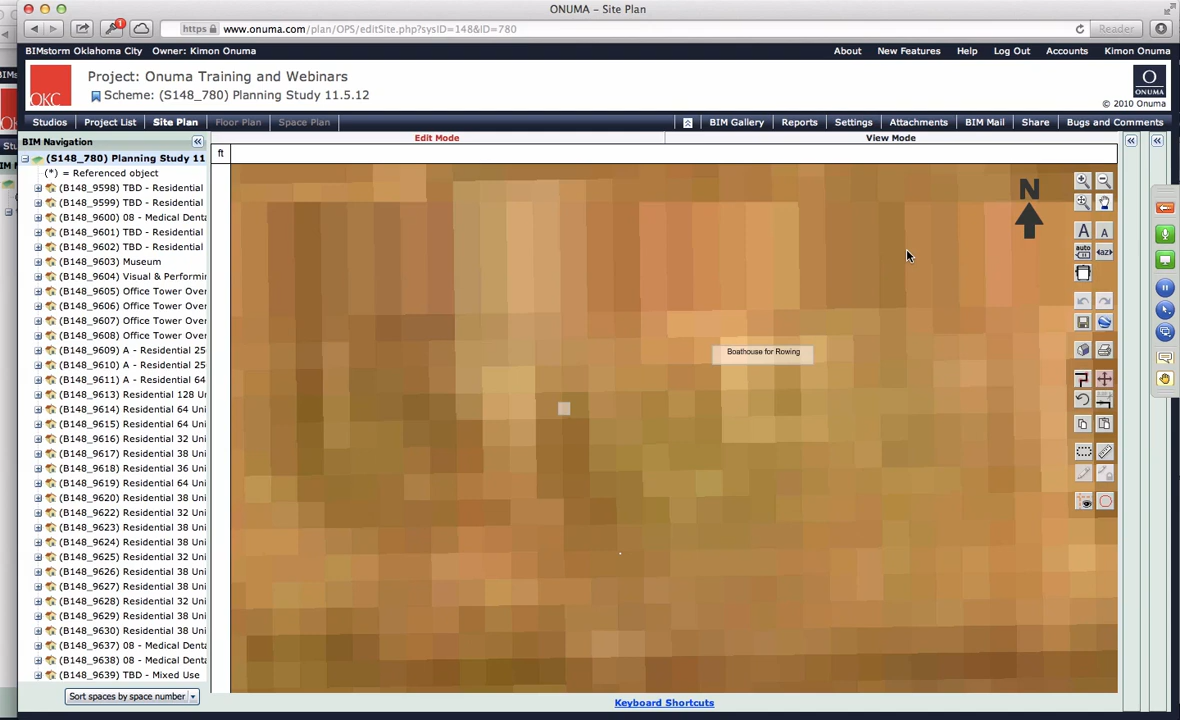 ONUMA – Site Plan
1
https www.onuma.com/plan/OPS/editSite.php?sysID=148&ID=780
Reader
BIMstorm Oklahoma City Owner: Kimon Onuma
About New Features Help Log Out Accounts Kimon Onuma
OKC
Project: Onuma Training and Webinars
Scheme: (S148_780) Planning Study 11.5.12
O
ONUMA
© 2010 Onuma
Studios Project List Site Plan Floor Plan Space Plan
BIM Gallery Reports Settings Attachments BIM Mail Share Bugs and Comments
BIM Navigation
Edit Mode
View Mode
ft
(S148_780) Planning Study 11
(*) = Referenced object
(B148_9598) TBD - Residential
(B148_9599) TBD - Residential
(B148_9600) 08 - Medical Denta
(B148_9601) TBD - Residential
(B148_9602) TBD - Residential
(B148_9603) Museum
(B148_9604) Visual & Performin
(B148_9605) Office Tower Over
(B148_9606) Office Tower Over
(B148_9607) Office Tower Over
(B148_9608) Office Tower Over
(B148_9609) A - Residential 25
(B148_9610) A - Residential 25
(B148_9611) A - Residential 64
(B148_9613) Residential 128 U
(B148_9614) Residential 64 Uni
(B148_9615) Residential 64 Uni
(B148_9616) Residential 32 Uni
(B148_9617) Residential 38 Uni
(B148_9618) Residential 36 Uni
(B148_9619) Residential 64 Uni
(B148_9620) Residential 38 Uni
(B148_9622) Residential 32 Uni
(B148_9623) Residential 38 Uni
(B148_9624) Residential 38 Uni
(B148_9625) Residential 32 Uni
(B148_9626) Residential 38 Uni
(B148_9627) Residential 38 Uni
(B148_9628) Residential 32 Uni
(B148_9629) Residential 38 Uni
(B148_9630) Residential 38 Uni
(B148_9637) 08 - Medical Denta
(B148_9638) 08 - Medical Denta
(B148_9639) TBD - Mixed Use
Sort spaces by space number
N
Boathouse for Rowing
A A
auto
<az>
Keyboard Shortcuts